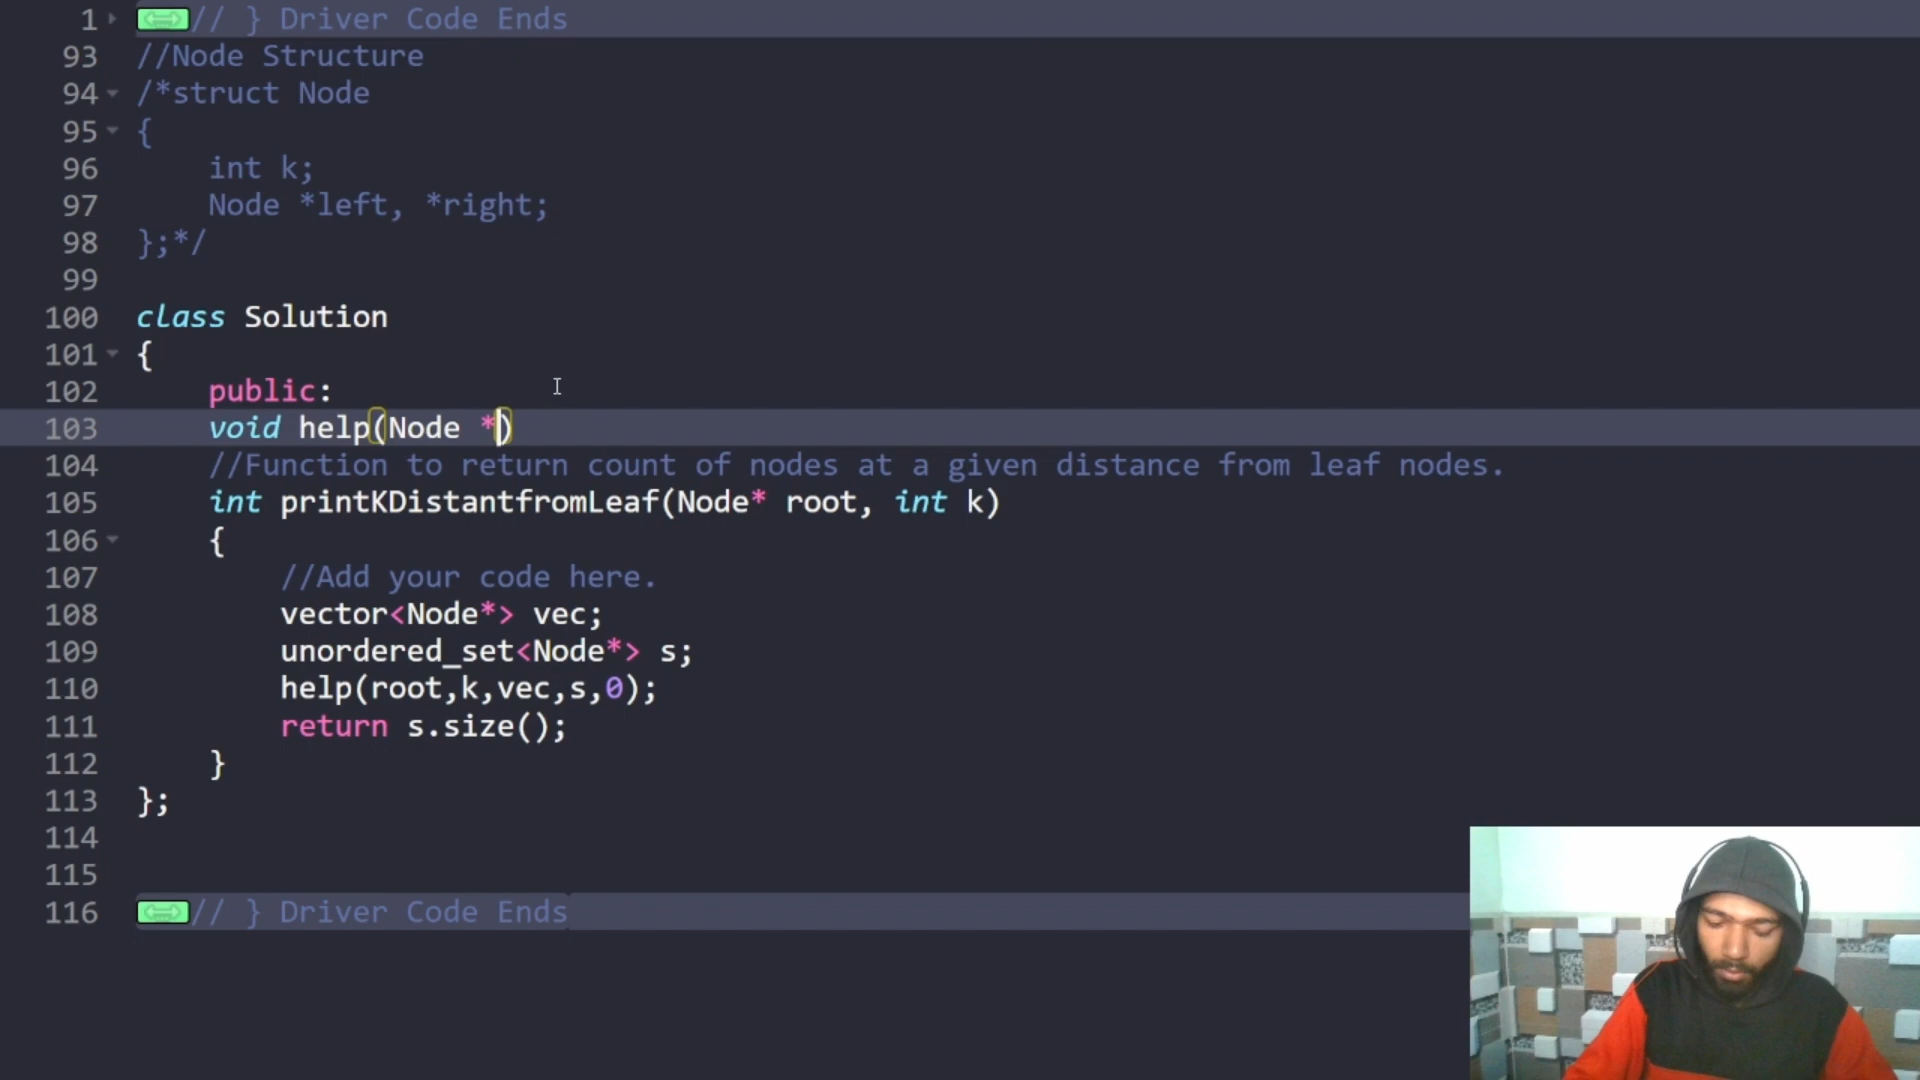 1 // } Driver Code Ends
93 //Node Structure
94 /*struct Node
95 {
96 int k;
97 Node *left, *right;
98 };*/
99
100 class Solution
101 {
102 public:
103 void help(Node *)
104 //Function to return count of nodes at a given distance from leaf nodes.
105 int printKDistantfromLeaf(Node* root, int k)
106 {
107 //Add your code here.
108 vector<Node*> vec;
109 unordered_set<Node*> s;
110 help(root,k,vec,s,0);
111 return s.size();
112 }
113 };
114
115
116 // } Driver Code Ends